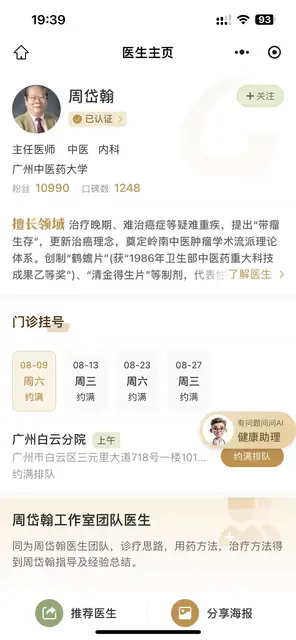 19:39
93
医生主页
周岱翰
已认证
+关注
主任医师 中医 内科
广州中医药大学
粉丝 10990 口碑数 1248
擅长领域 治疗晚期、难治癌症等疑难重疾，提出“带瘤
生存”，更新治癌理念，奠定岭南中医肿瘤学术流派理论
体系。创制“鹤蟾片”(获“1986年卫生部中医药重大科技
成果乙等奖”)、“清金得生片”等制剂，代表性 了解医生
门诊挂号
08-09 08-13 08-23 08-27
周六 周三 周六 周三
约满 约满 约满 约满
有问题问问AI
健康助理
广州白云分院 上午
广州市白云区三元里大道718号一楼101...
约满排队
约满排队
周岱翰工作室团队医生
同为周岱翰医生团队，诊疗思路，用药方法，治疗方法得
到周岱翰指导及经验总结。
推荐医生 分享海报